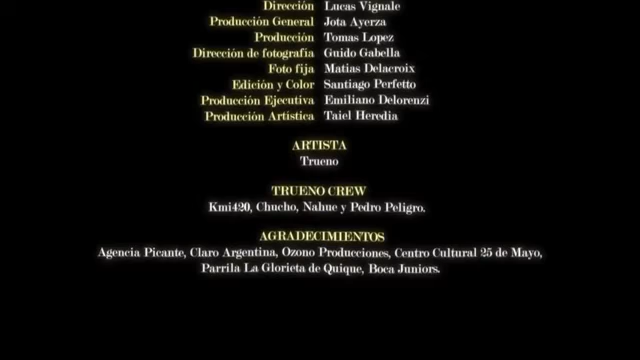 Dirección Lucas Vignale
Producción General Jota Ayerza
Producción Tomas Lopez
Dirección de fotografía Guido Gabella
Foto fija Matias Delacroix
Edición y Color Santiago Perfetto
Producción Ejecutiva Emiliano Delorenzi
Producción Artística Taiel Heredia
ARTISTA
Trueno
TRUENO CREW
Kmi420, Chucho, Nahue y Pedro Peligro.
AGRADECIMIENTOS
Agencia Picante, Claro Argentina, Ozono Producciones, Centro Cultural 25 de Mayo,
Parrila La Glorieta de Quique, Boca Juniors.